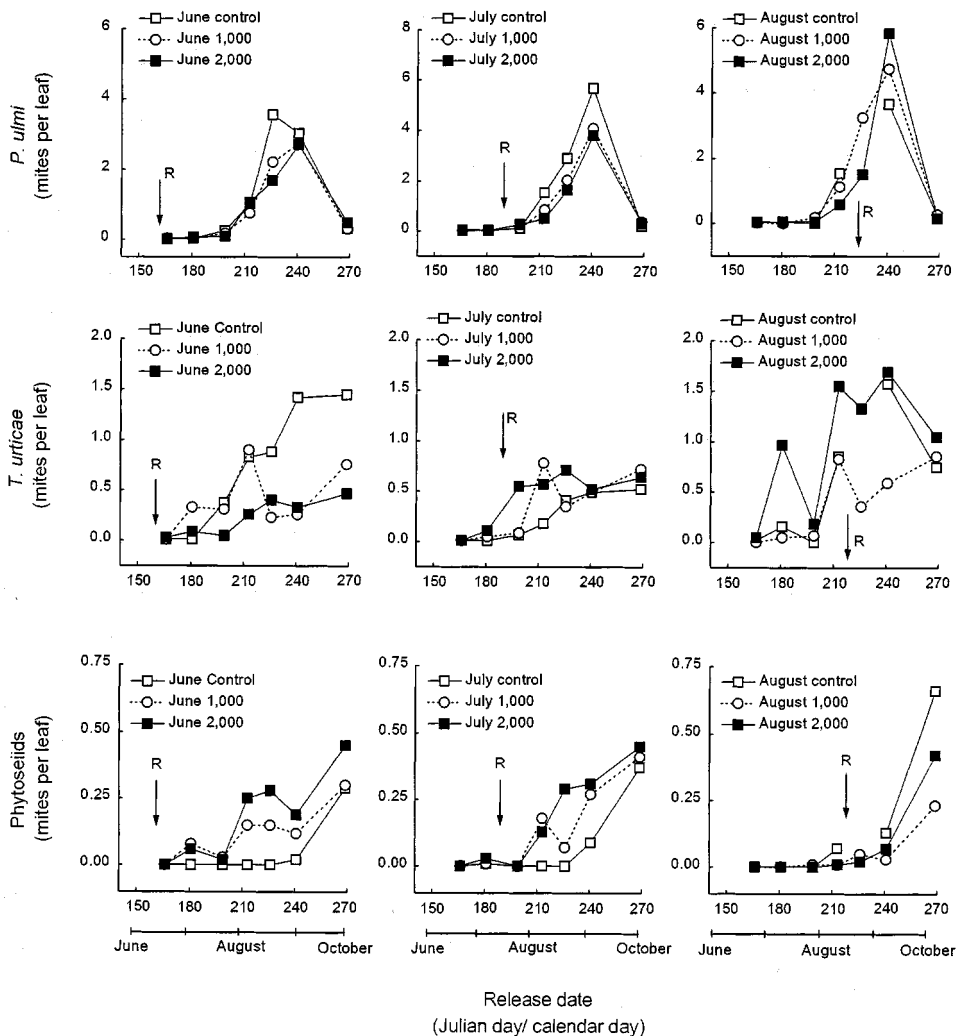 P. ulmi
(mites per leaf)
6
4
2
0
June control
June 1,000
June 2,000
R
150 180 210 240 270
8
6
4
2
0
July control
July 1,000
July 2,000
R
150 180 210 240 270
6
4
2
0
August control
August 1,000
August 2,000
R
150 180 210 240 270
T. urticae
(mites per leaf)
2.0
1.5
1.0
0.5
0.0
June Control
June 1,000
June 2,000
R
150 180 210 240 270
2.0
1.5
1.0
0.5
0.0
July control
July 1,000
July 2,000
R
150 180 210 240 270
2.0
1.5
1.0
0.5
0.0
August control
August 1,000
August 2,000
R
150 180 210 240 270
Phytoseiids
(mites per leaf)
0.75
0.50
0.25
0.00
June Control
June 1,000
June 2,000
R
150 180 210 240 270
June August October
0.75
0.50
0.25
0.00
July control
July 1,000
July 2,000
R
150 180 210 240 270
June August October
0.75
0.50
0.25
0.00
August control
August 1,000
August 2,000
R
150 180 210 240 270
June August October
Release date
(Julian day/ calendar day)